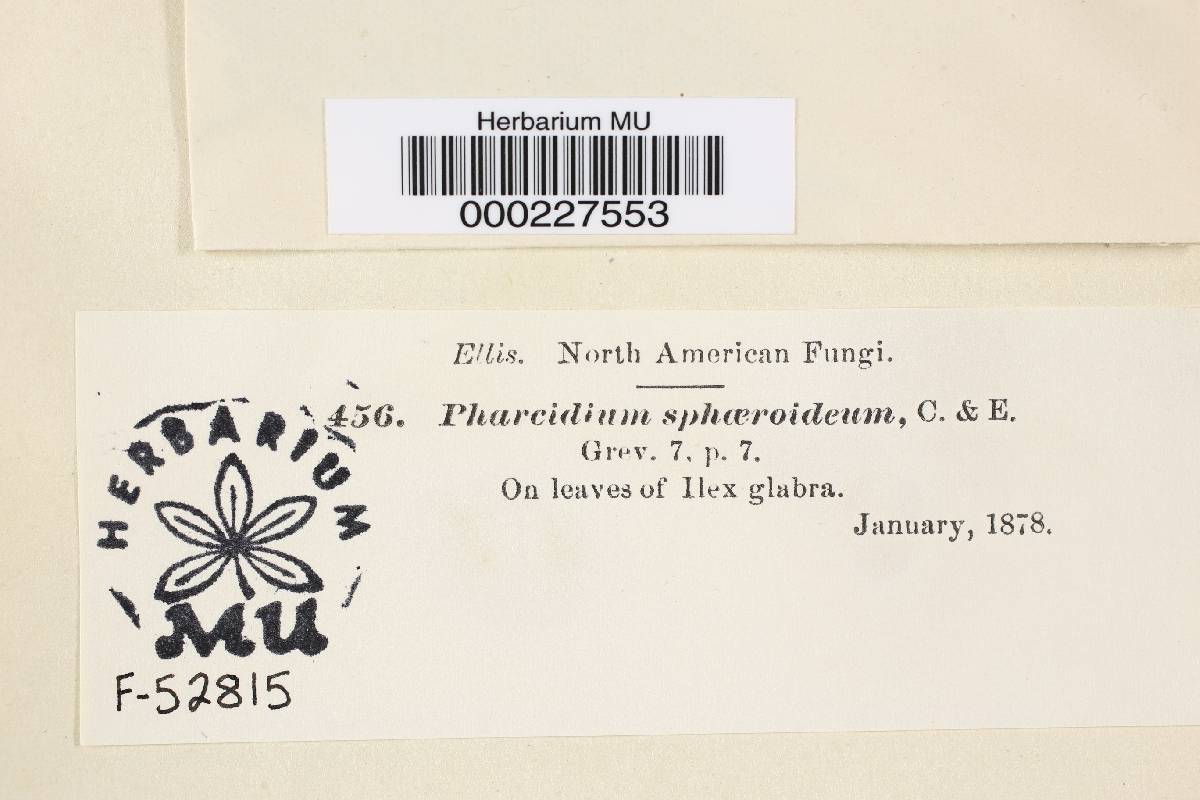 Herbarium MU
000227553
Ellis. North American Fungi.
456. Pharcidium sphæroideum, C. & E.
Grev. 7, p. 7.
On leaves of Ilex glabra.
January, 1878.
HERBARIUM
MU
F-52815